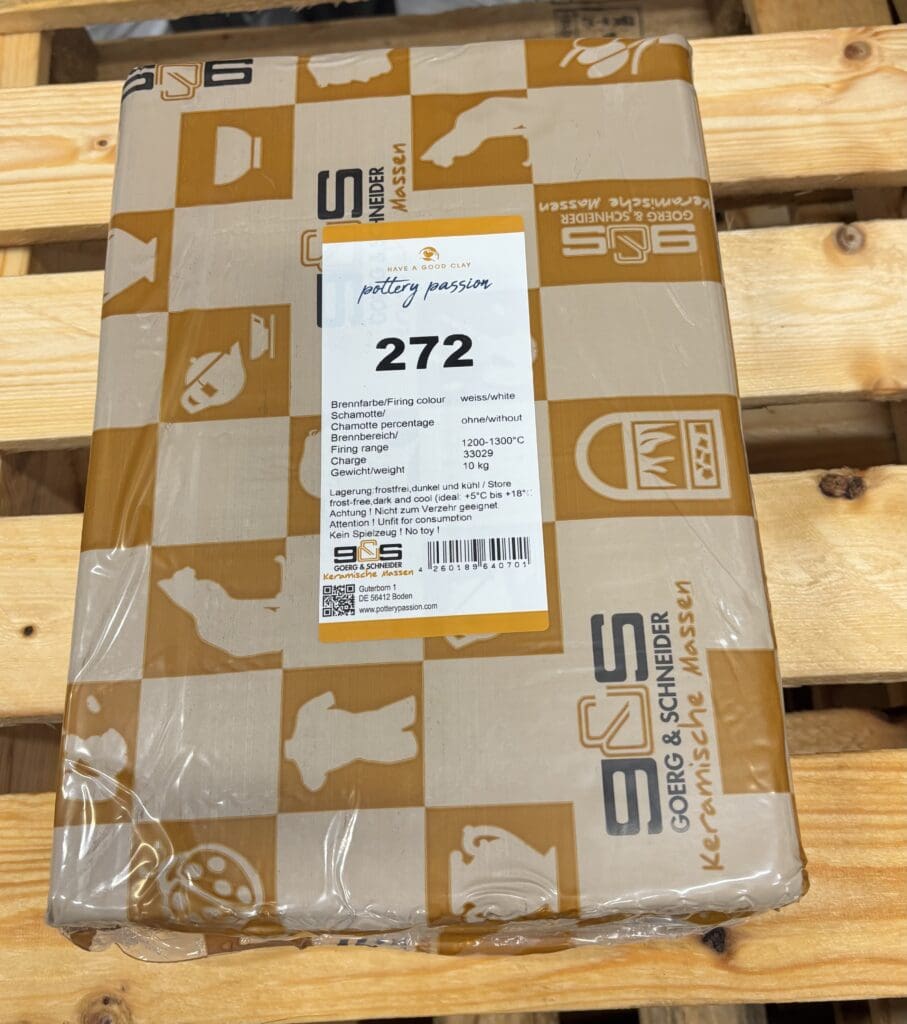 g&s
g&s
HNEIDER
Massen
Keramische Massen
GOERG & SCHNEIDER
g&s
HAVE A GOOD CLAY
pottery passion
272
Brennfarbe/Firing colour weiss/white
Schamotte/
Chamotte percentage ohne/without
Brennbereich/
Firing range 1200-1300°C
Charge 33029
Gewicht/weight 10 kg
Lagerung:frostfrei,dunkel und kühl / Store
frost-free,dark and cool (ideal: +5°C bis +18°
Achtung ! Nicht zum Verzehr geeignet
Attention ! Unfit for consumption
Kein Spielzeug ! No toy !
g&s
GOERG & SCHNEIDER
Keramische Massen
4 260189 640701
Guterborn 1
DE 56412 Boden
www.potterypassion.com
g&s
GOERG & SCHNEIDER
Keramische Massen